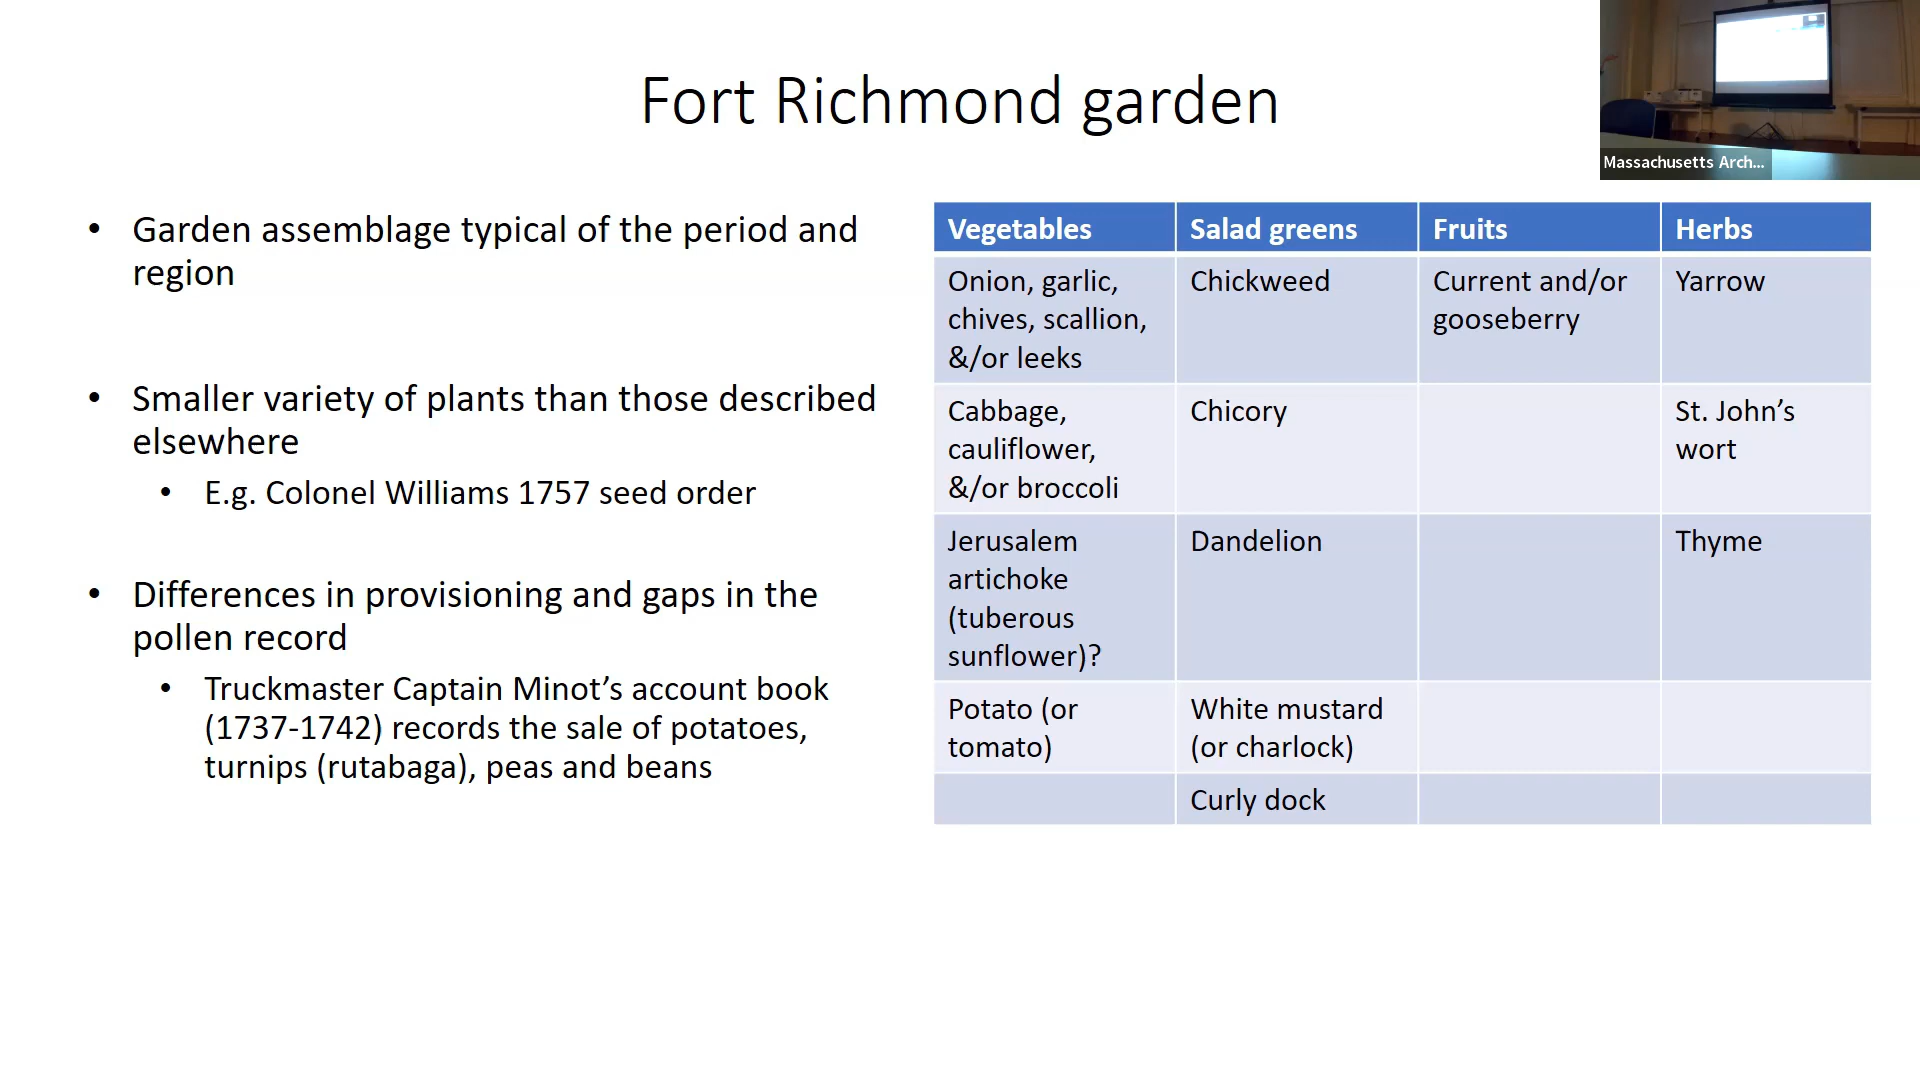 Fort Richmond garden
Massachusetts Arch...
• Garden assemblage typical of the period and
region
• Smaller variety of plants than those described
elsewhere
• E.g. Colonel Williams 1757 seed order
• Differences in provisioning and gaps in the
pollen record
• Truckmaster Captain Minot’s account book
(1737-1742) records the sale of potatoes,
turnips (rutabaga), peas and beans
Vegetables Salad greens Fruits Herbs
Onion, garlic, Chickweed Current and/or Yarrow
chives, scallion, gooseberry
&/or leeks
Cabbage, Chicory St. John’s
cauliflower, wort
&/or broccoli
Jerusalem Dandelion Thyme
artichoke
(tuberous
sunflower)?
Potato (or White mustard
tomato) (or charlock)
Curly dock